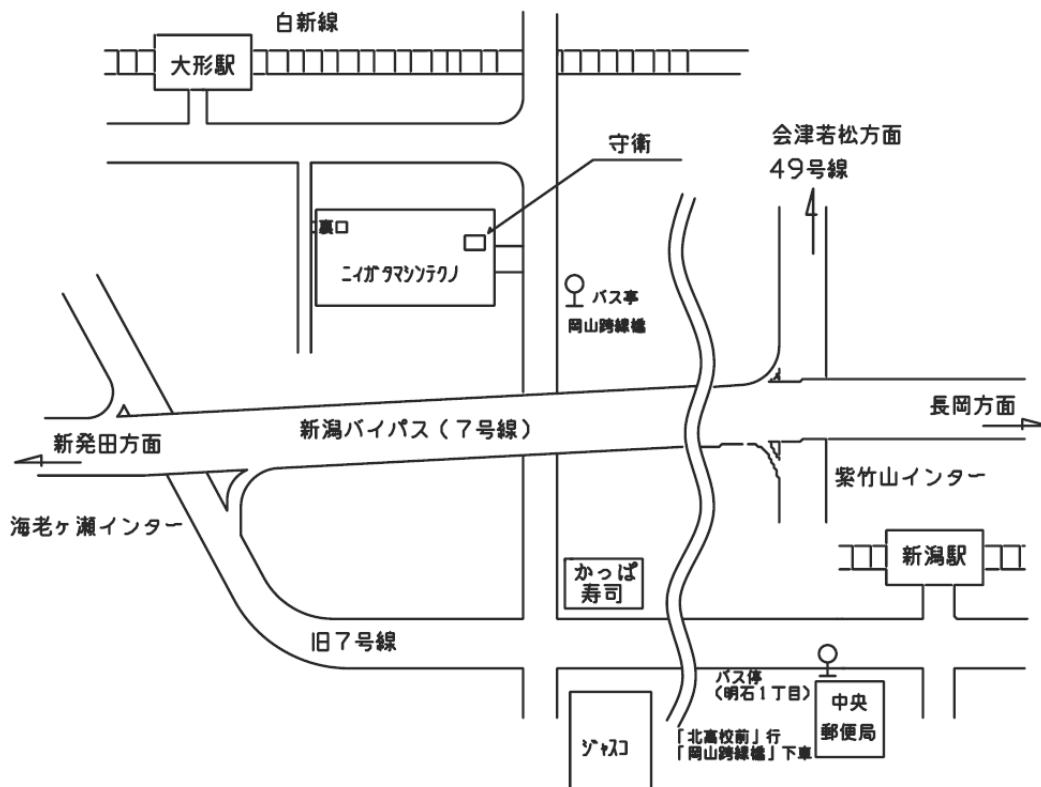 白新線
大形駅
会津若松方面
49号線
守衛
裏口
ニイガタマシンテクノ
バス亭
岡山跨線橋
長岡方面
新潟バイパス(7号線)
新発田方面
紫竹山インター
海老ヶ瀬インター
新潟駅
かっぱ
寿司
旧7号線
バス停
(明石1丁目)
中央
郵便局
ジャスコ
「北高校前」行
「岡山跨線橋」下車